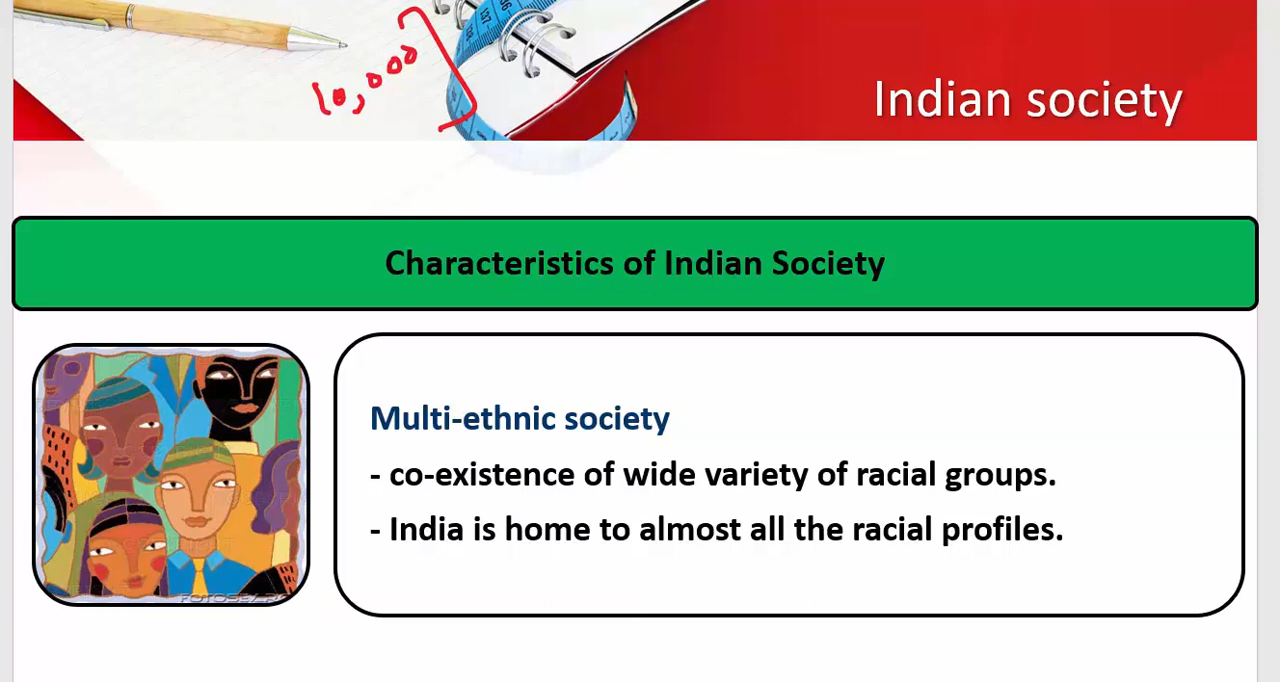 10,000
Indian society
Characteristics of Indian Society
Multi-ethnic society
- co-existence of wide variety of racial groups.
- India is home to almost all the racial profiles.